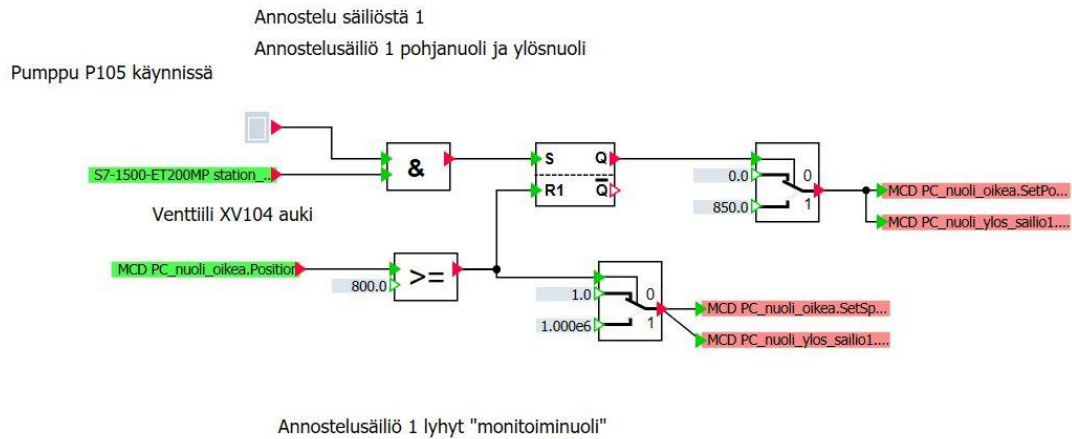 Annostelu säiliöstä 1
Annostelusäiliö 1 pohjanuoli ja ylösnuoli
Pumppu P105 käynnissä
&
S Q
R1 Q
S7-1500-ET200MP station_...
0.0 0
850.0 1
MCD PC_nuoli_oikea.SetPo...
MCD PC_nuoli_ylos_sailio1....
Venttiili XV104 auki
MCD PC_nuoli_oikea.Position
800.0 >=
1.0 0
1.000e6 1
MCD PC_nuoli_oikea.SetSp...
MCD PC_nuoli_ylos_sailio1....
Annostelusäiliö 1 lyhyt "monitoiminuoli"